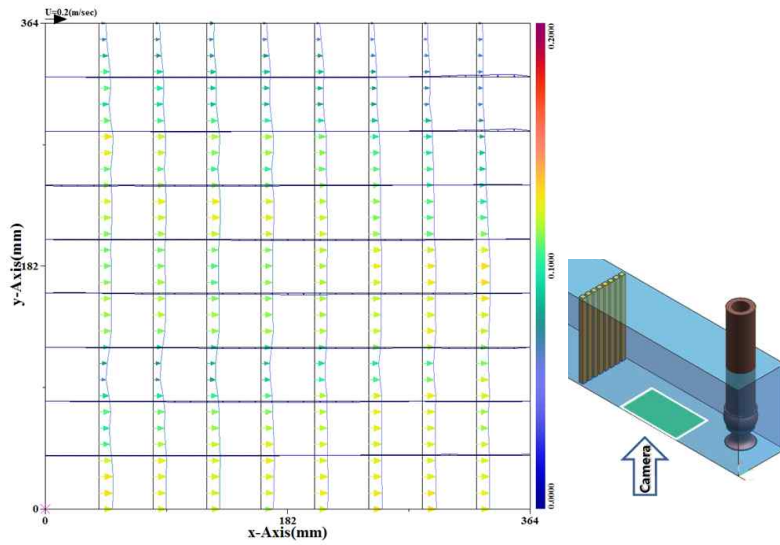 U=0.2(m/sec)
364
182
0
y-Axis(mm)
0
182
364
x-Axis(mm)
0.2000
0.1000
0.0000
Camera